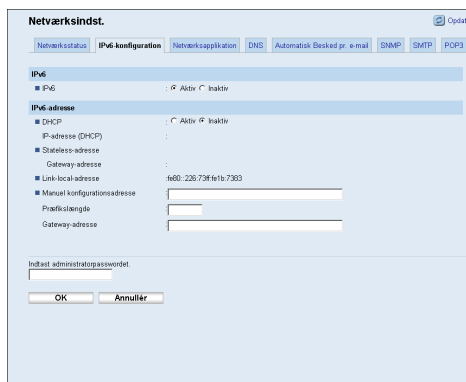 Netværksindst.
Opdat
Netværksstatus IPv6-konfiguration Netværksapplikation DNS Automatisk Besked pr. e-mail SNMP SMTP POP3
IPv6
IPv6 : Aktiv Inaktiv
IPv6-adresse
DHCP : Aktiv Inaktiv
IP-adresse (DHCP) :
Stateless-adresse
Gateway-adresse :
Link-local-adresse :fe80::226:73ff:fe1b:7383
Manuel konfigurationsadresse :
Præfikslængde :
Gateway-adresse :
Indtast administratorpasswordet.
OK Annullér